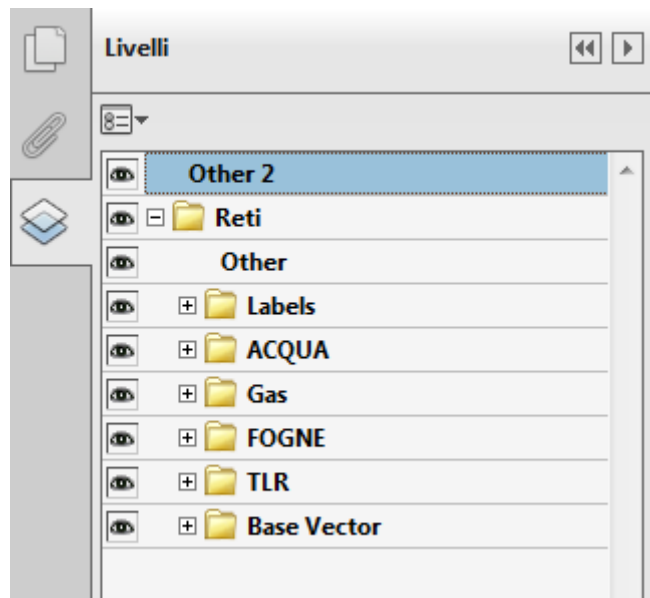 Livelli
Other 2
Reti
Other
Labels
ACQUA
Gas
FOGNE
TLR
Base Vector